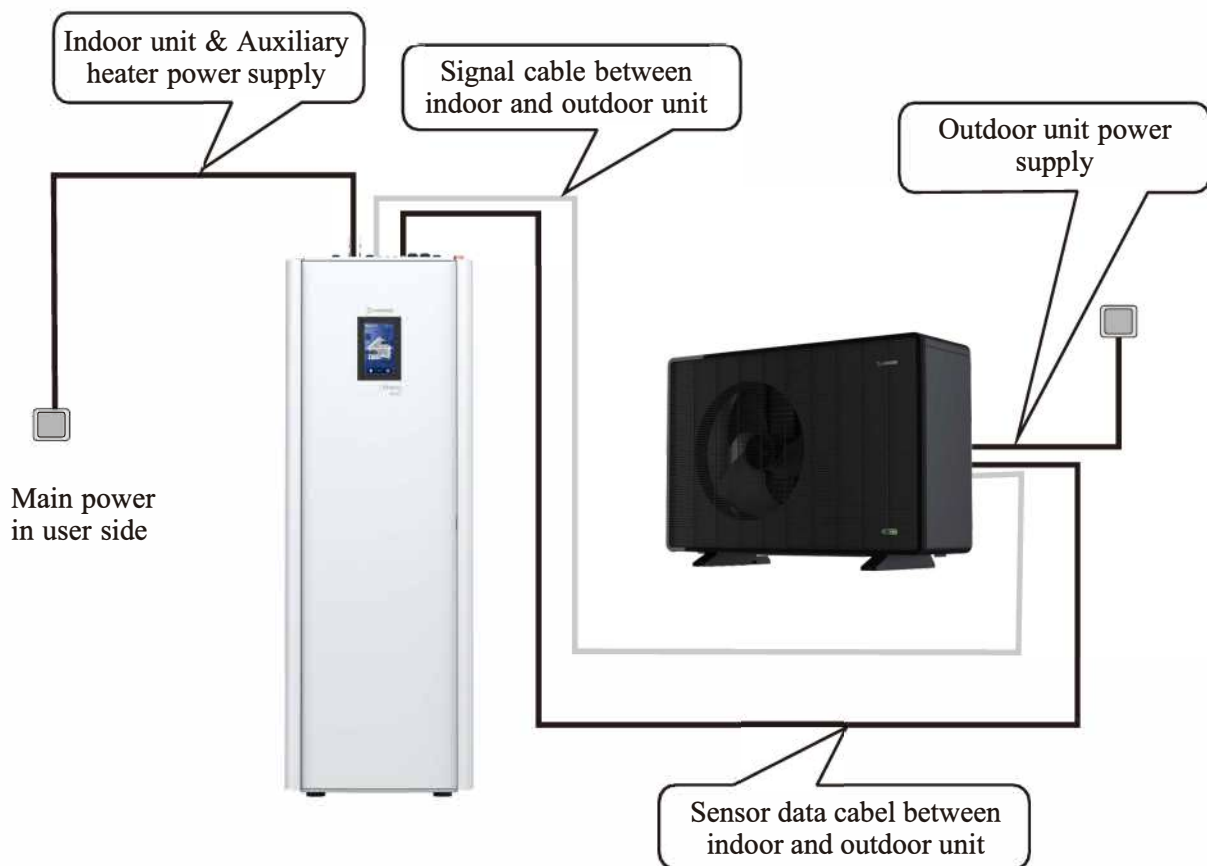 Indoor unit & Auxiliary
heater power supply
Signal cable between
indoor and outdoor unit
Outdoor unit power
supply
Main power
in user side
Sensor data cabel between
indoor and outdoor unit